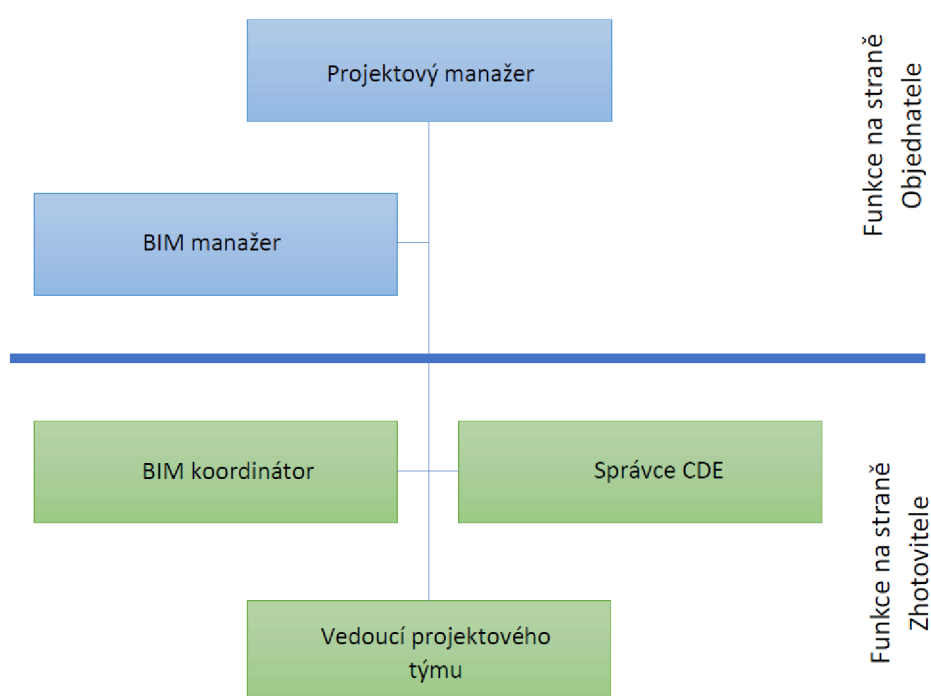 Projektový manažer
Funkce na straně
Objednatele
BIM manažer
BIM koordinátor
Správce CDE
Funkce na straně
Zhotovitele
Vedoucí projektového
týmu